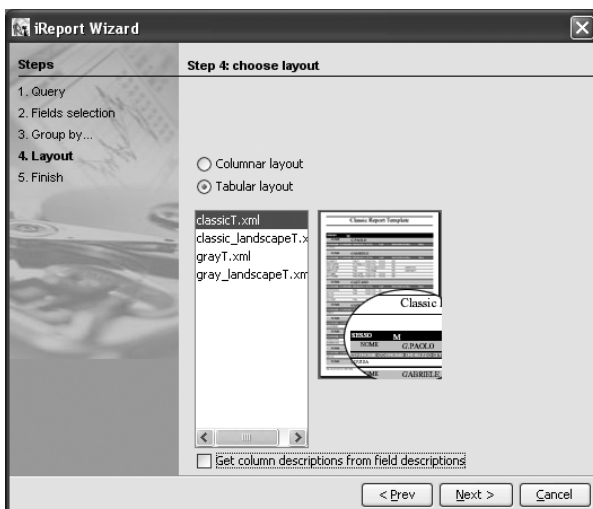 iReport Wizard
Steps
Step 4: choose layout
1. Query
2. Fields selection
3. Group by...
4. Layout
5. Finish
Columnar layout
Tabular layout
classicT.xml
classic_landscapeT.x
grayT.xml
gray_landscapeT.xm
Classic Report Template
Classic
SESSO M
NOME G.PAOLO
NOME GABRIELE
Get column descriptions from field descriptions
< Prev
Next >
Cancel